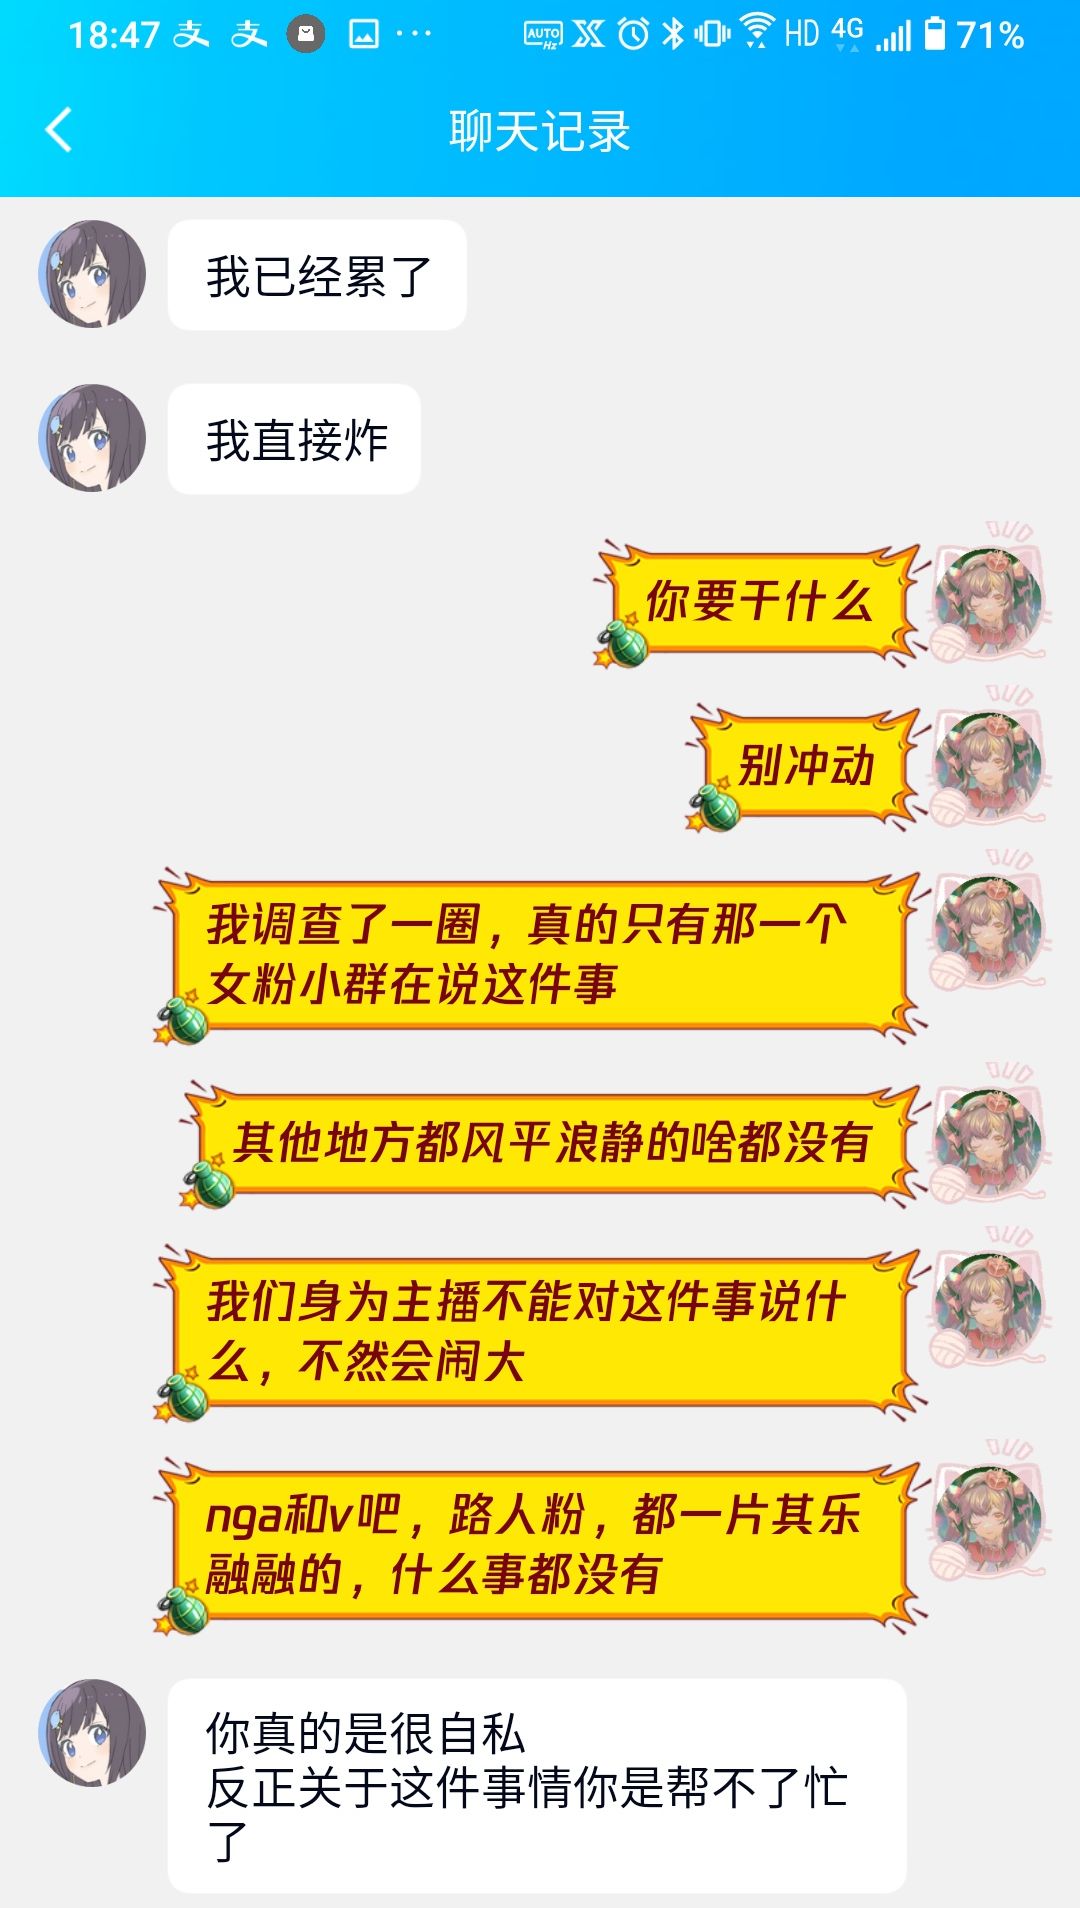 18:47 支 支 ... AUTO Hz HD 4G 71%
聊天记录
我已经累了
我直接炸
你要干什么
别冲动
我调查了一圈，真的只有那一个
女粉小群在说这件事
其他地方都风平浪静的啥都没有
我们身为主播不能对这件事说什
么，不然会闹大
nga和v吧，路人粉，都一片其乐
融融的，什么事都没有
你真的是很自私
反正关于这件事情你是帮不了忙
了